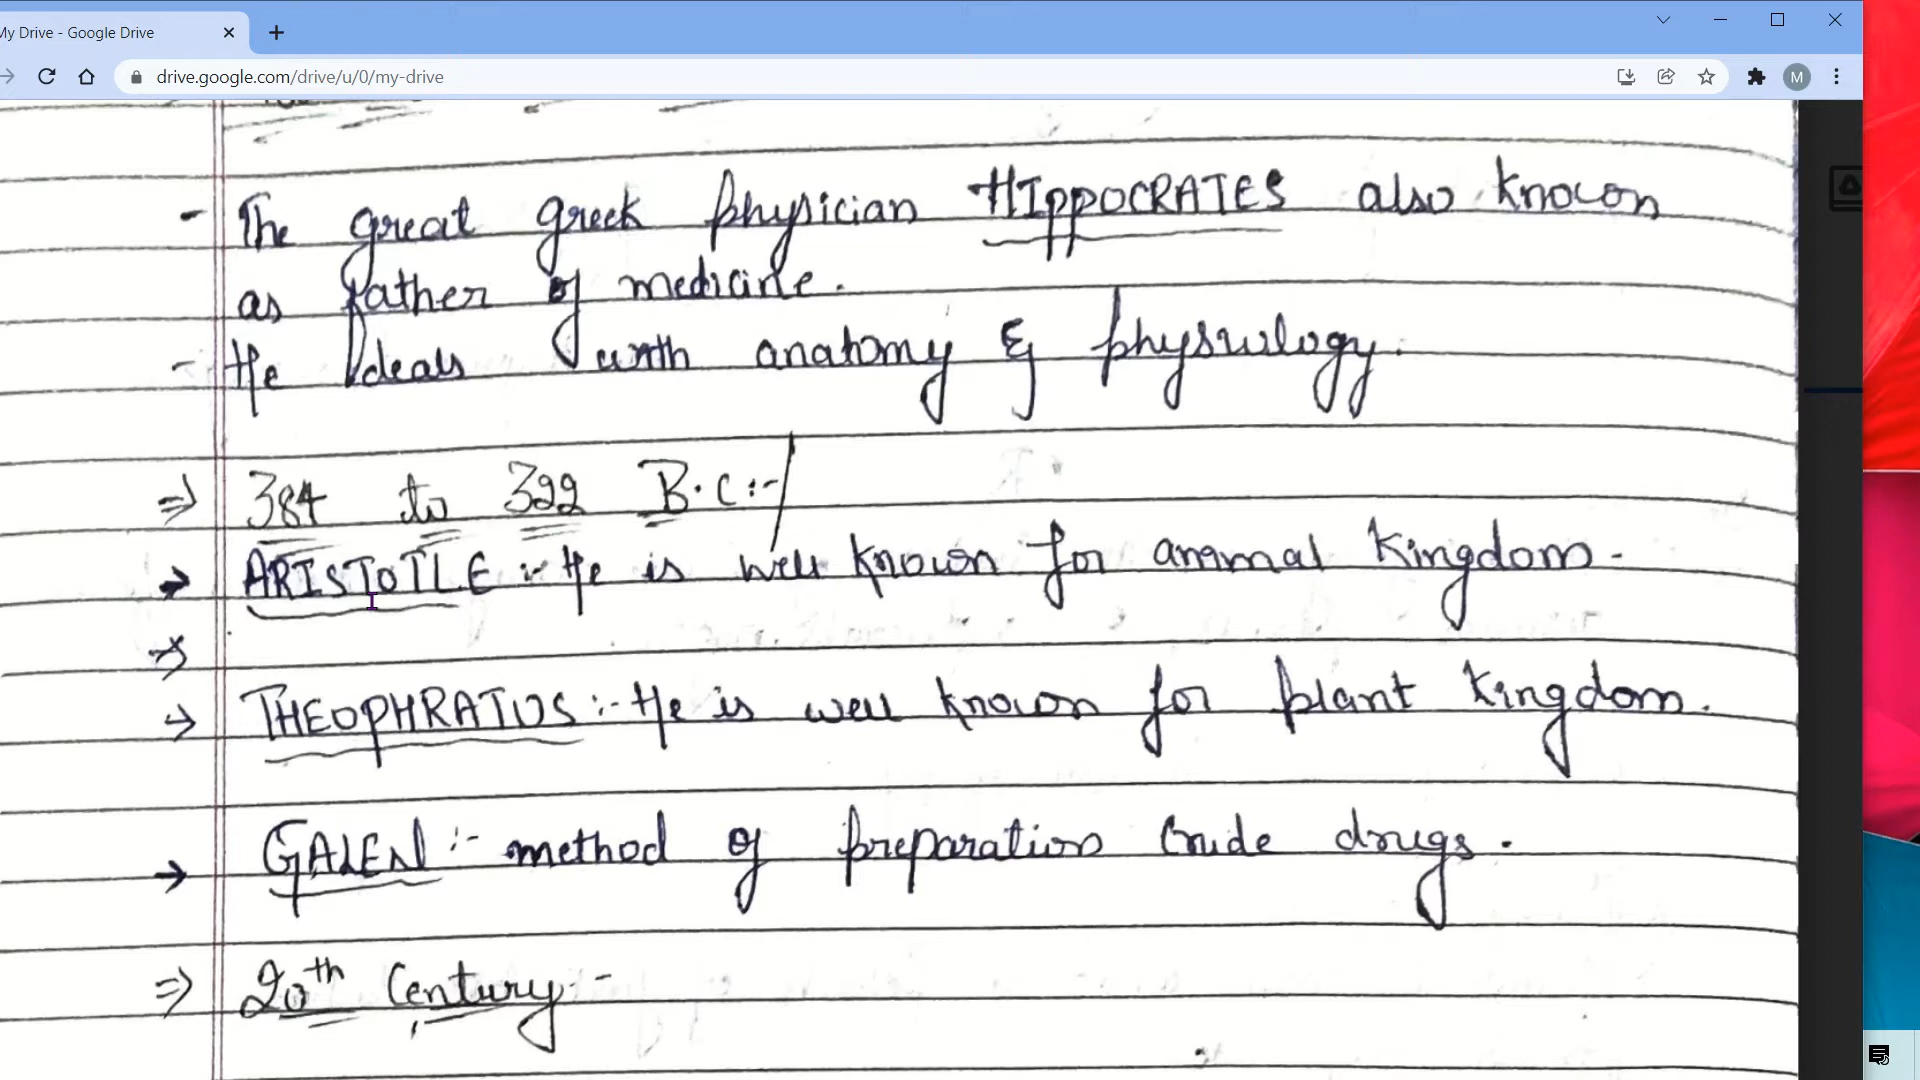 My Drive - Google Drive
drive.google.com/drive/u/0/my-drive
M
- The great greek physician HIPPOCRATES also known
as father of medicine.
- He deals with anatomy & physiology.
⇒ 384 to 322 B.C:-
→ ARISTOTLE :- He is well known for animal kingdom.
→ THEOPHRATUS :- He is well known for plant kingdom.
→ GALEN :- method of preparation crude drugs.
⇒ 20th Century -